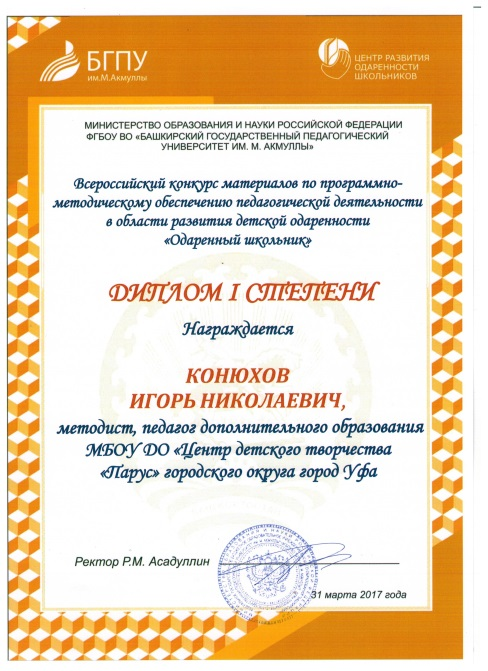 БГПУ
им.М.Акмуллы
ЦЕНТР РАЗВИТИЯ
ОДАРЕННОСТИ
ШКОЛЬНИКОВ
МИНИСТЕРСТВО ОБРАЗОВАНИЯ И НАУКИ РОССИЙСКОЙ ФЕДЕРАЦИИ
ФГБОУ ВО «БАШКИРСКИЙ ГОСУДАРСТВЕННЫЙ ПЕДАГОГИЧЕСКИЙ
УНИВЕРСИТЕТ ИМ. М. АКМУЛЛЫ»
Всероссийский конкурс материалов по программно-
методическому обеспечению педагогической деятельности
в области развития детской одаренности
«Одаренный школьник»
ДИПЛОМ I СТЕПЕНИ
Награждается
КОНЮХОВ
ИГОРЬ НИКОЛАЕВИЧ,
методист, педагог дополнительного образования
МБОУ ДО «Центр детского творчества
«Парус» городского округа город Уфа
Ректор Р.М. Асадуллин
31 марта 2017 года